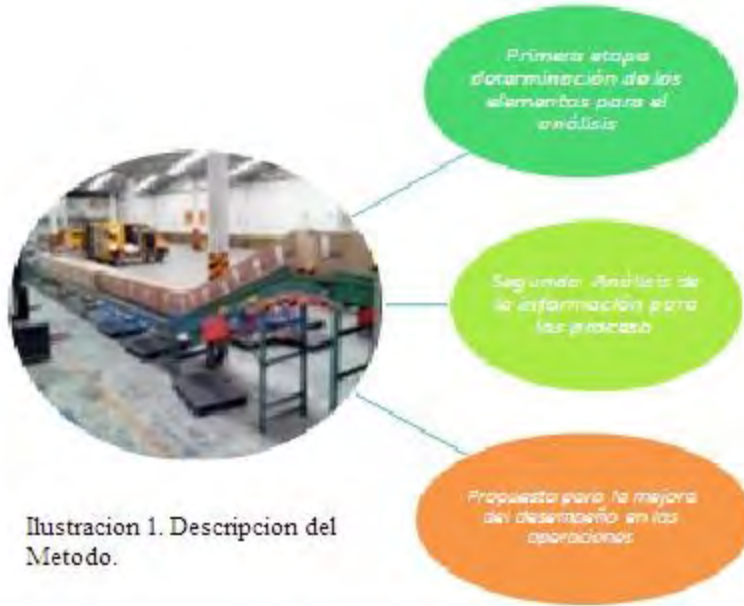 Primera etapa
determinación de los
elementos para el
análisis
Segundo: Análisis de
la información para
los proceso
Propuesta para la mejora
del desempeño en las
operaciones
Ilustracion 1. Descripcion del
Metodo.